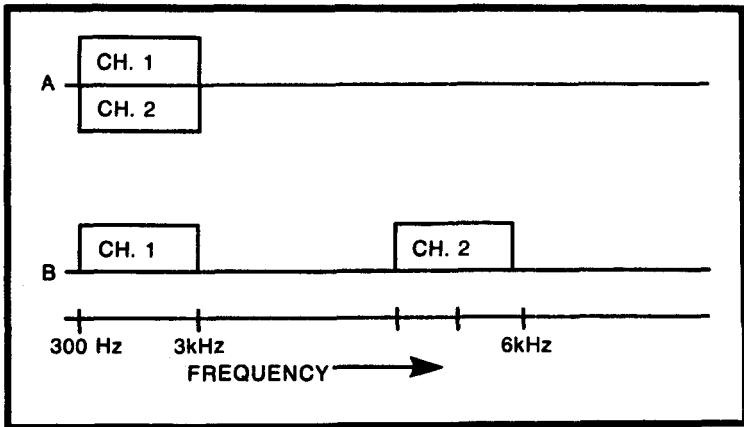 CH. 1
A
CH. 2
B
CH. 1
CH. 2
300 Hz
3kHz
6kHz
FREQUENCY